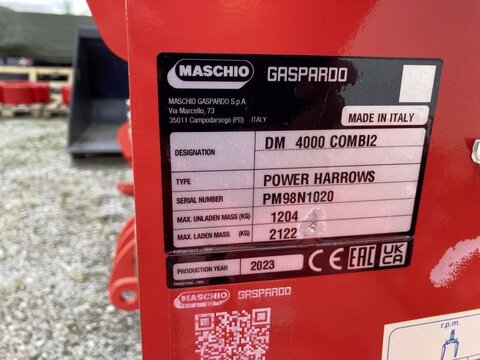 MASCHIO GASPARDO
MASCHIO GASPARDO S.p.A.
Via Marcello, 73
35011 Campodarsego (PD) ITALY
MADE IN ITALY
DESIGNATION DM 4000 COMBI2
TYPE POWER HARROWS
SERIAL NUMBER PM98N1020
MAX. UNLADEN MASS (KG) 1204
MAX. LADEN MASS (KG) 2122
PRODUCTION YEAR 2023 CE EAC UK CA
MASCHIO GASPARDO
r.p.m.